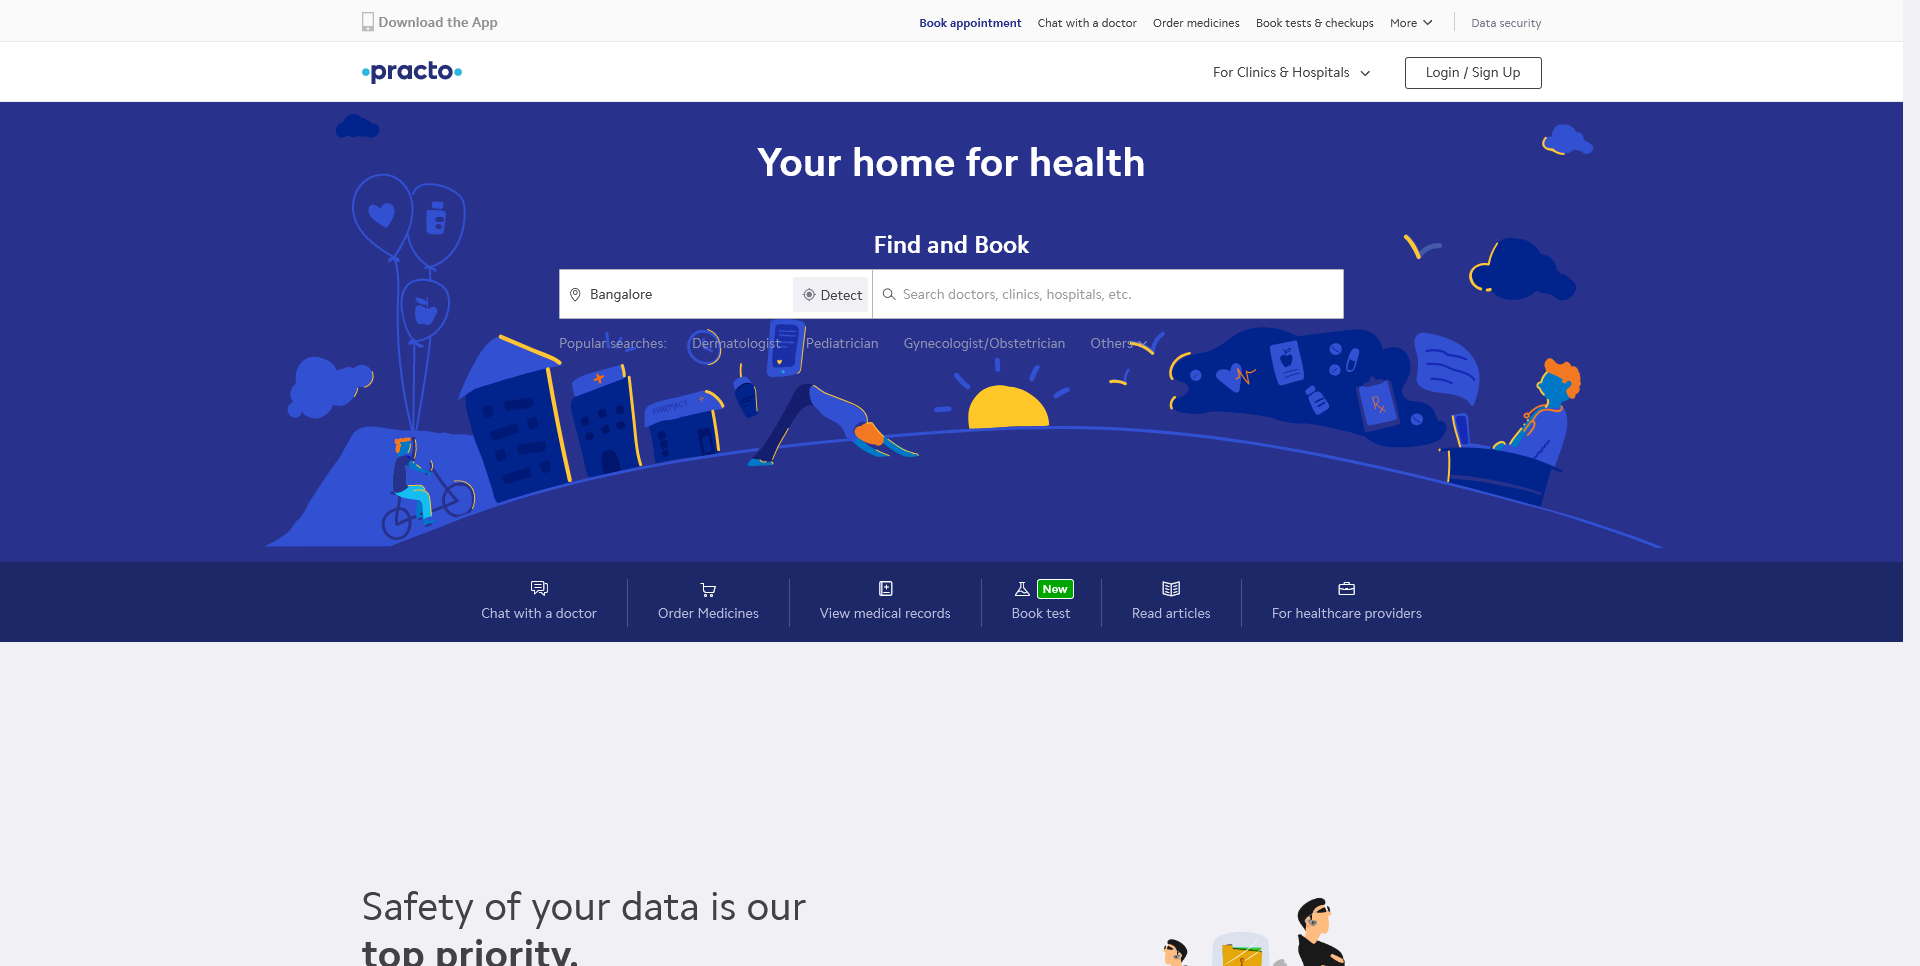 Download the App
Book appointment Chat with a doctor Order medicines Book tests & checkups More Data security
practo
For Clinics & Hospitals Login / Sign Up
Your home for health
Find and Book
Bangalore Detect Search doctors, clinics, hospitals, etc.
Popular searches: Dermatologist Pediatrician Gynecologist/Obstetrician Others
PHARMACY
Rx
New
Chat with a doctor Order Medicines View medical records Book test Read articles For healthcare providers
Safety of your data is our
top priority.